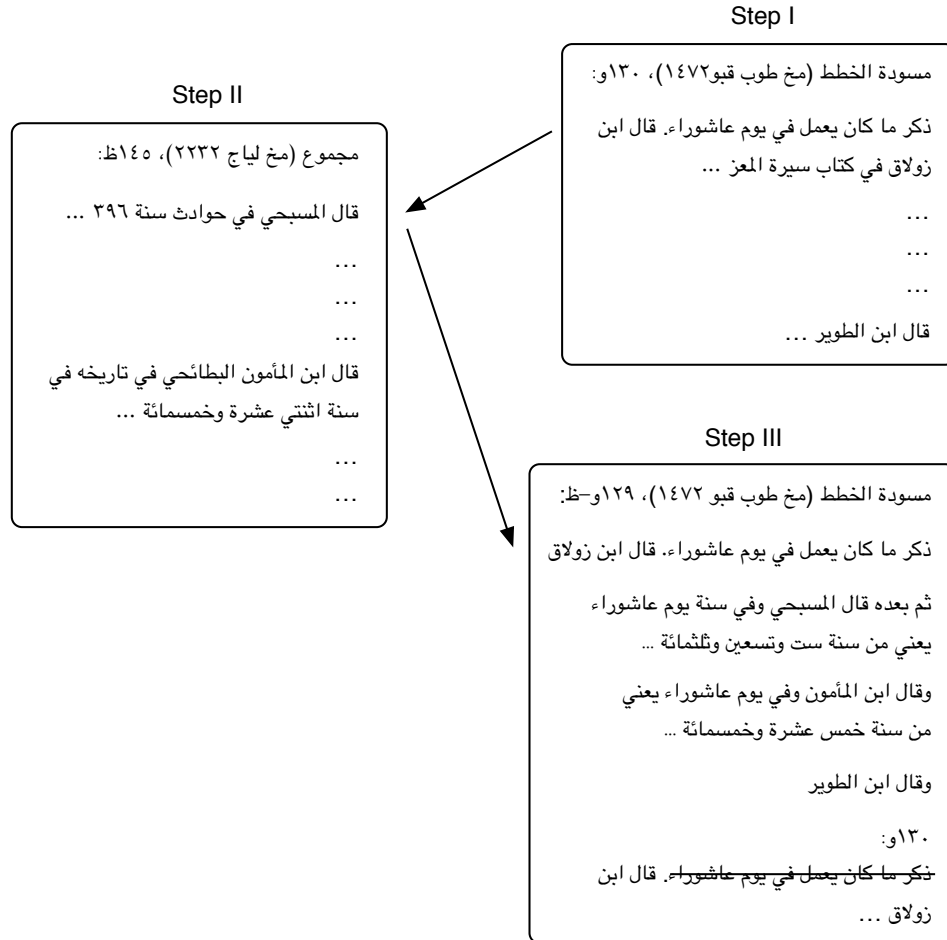 Step I
مسودة الخطط (مخ طوب قبو١٤٧٢)، ١٣٠و:
ذكر ما كان يعمل في يوم عاشوراء. قال ابن
زولاق في كتاب سيرة المعز ...
...
...
...
قال ابن الطوير ...
Step II
مجموع (مخ لياج ٢٢٣٢)، ١٤٥ظ:
قال المسبحي في حوادث سنة ٣٩٦ ...
...
...
...
قال ابن المأمون البطائحي في تاريخه في
سنة اثنتي عشرة وخمسمائة ...
...
...
Step III
مسودة الخطط (مخ طوب قبو ١٤٧٢)، ١٢٩و–ظ:
ذكر ما كان يعمل في يوم عاشوراء. قال ابن زولاق
ثم بعده قال المسبحي وفي سنة يوم عاشوراء
يعني من سنة ست وتسعين وثلثمائة ...
وقال ابن المأمون وفي يوم عاشوراء يعني
من سنة خمس عشرة وخمسمائة ...
وقال ابن الطوير
١٣٠و:
ذكر ما كان يعمل في يوم عاشوراء. قال ابن
زولاق ...